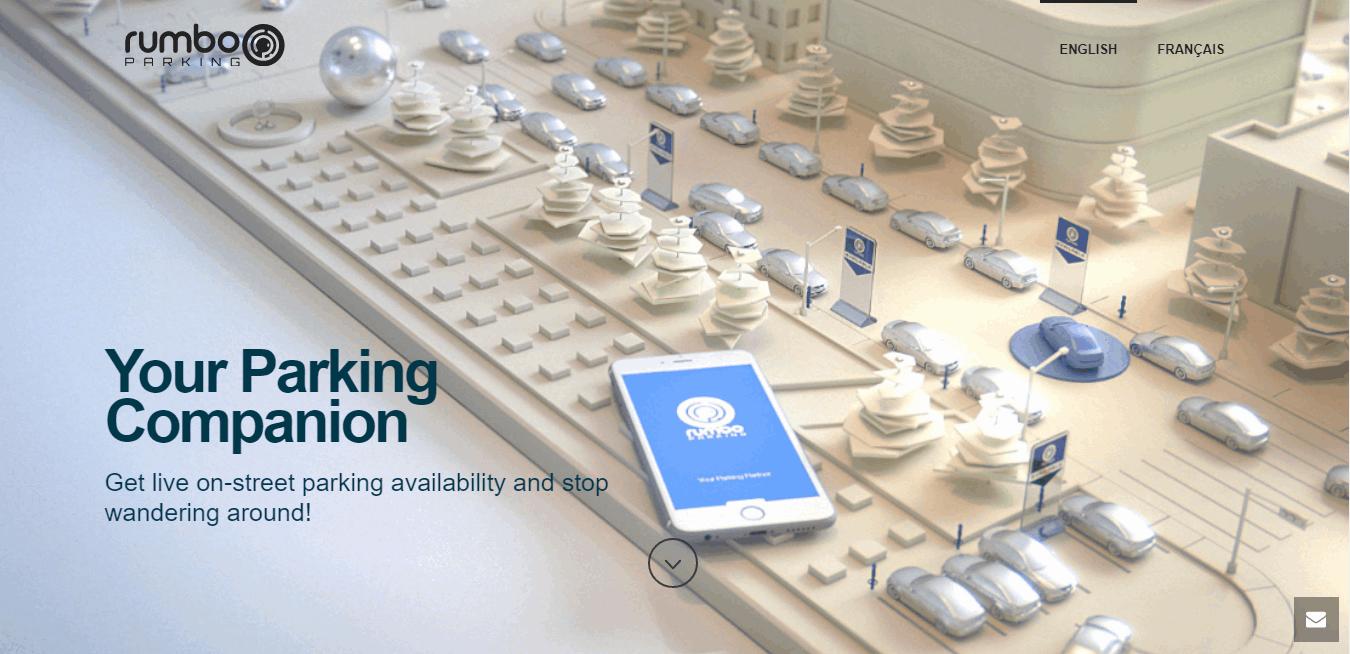 rumbo
PARKING
ENGLISH
FRANÇAIS
Your Parking
Companion
Get live on-street parking availability and stop
wandering around!
rumbo
PARKING
Your Parking Partner